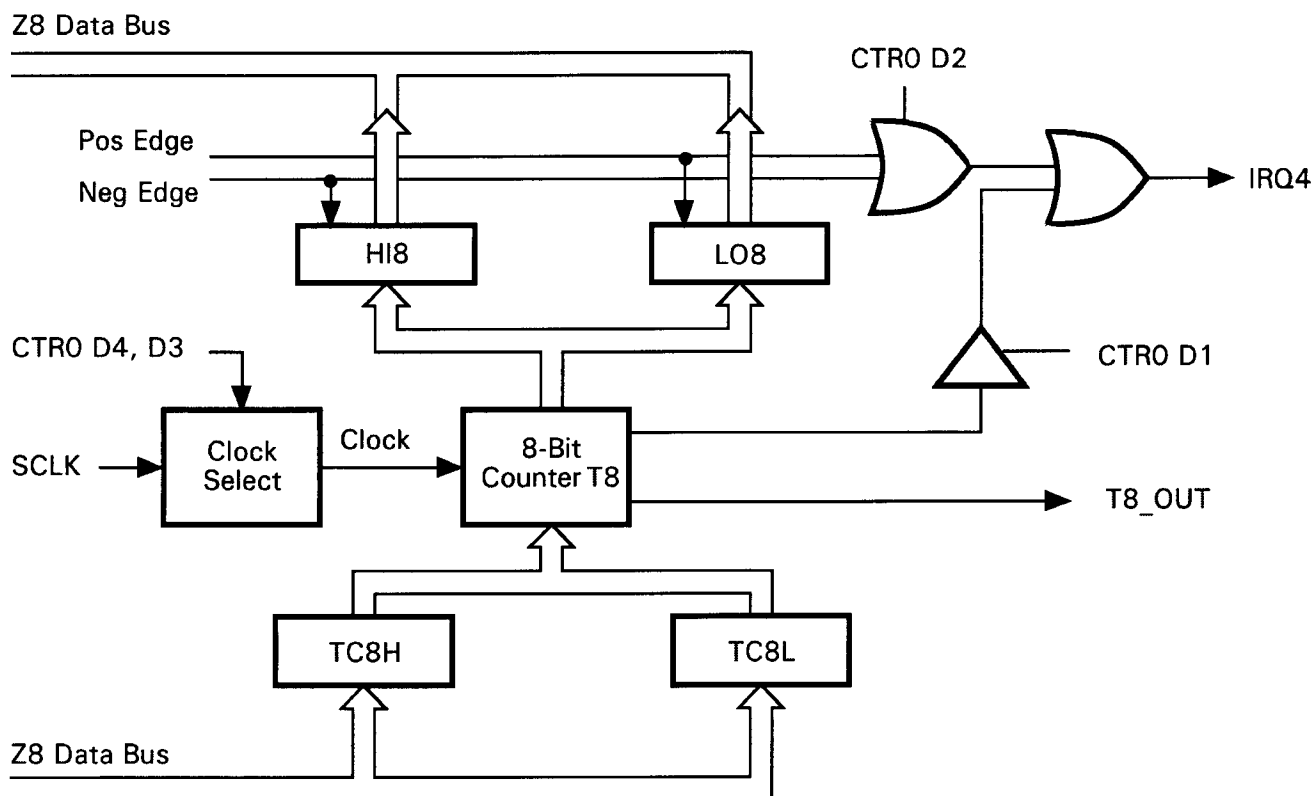 Z8 Data Bus
CTR0 D2
Pos Edge
Neg Edge
IRQ4
HI8
LO8
CTR0 D4, D3
CTR0 D1
Clock
Select
Clock
8-Bit
Counter T8
SCLK
T8_OUT
TC8H
TC8L
Z8 Data Bus